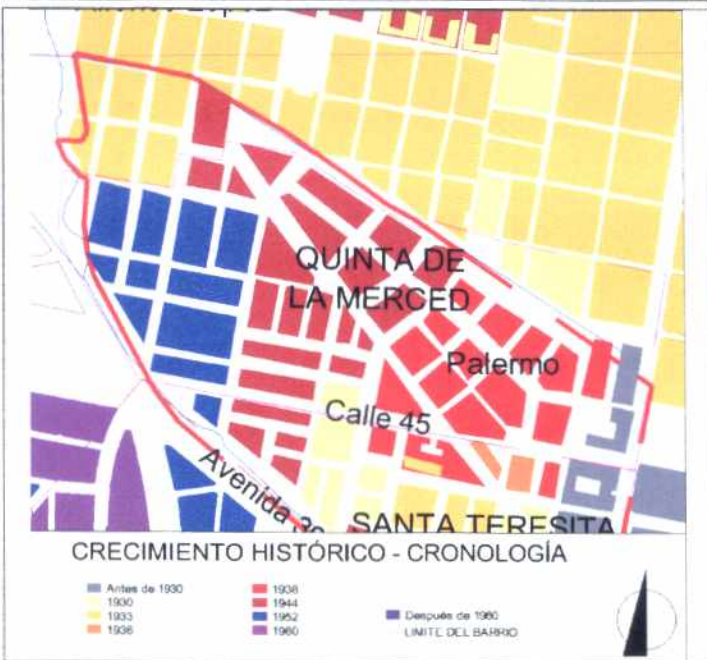 QUINTA DE
LA MERCED
Palermo
Calle 45
Avenida
SANTA TERESITA
CRECIMIENTO HISTÓRICO - CRONOLOGÍA
Antes de 1930
1930
1933
1936
1938
1944
1952
1960
Después de 1960
LIMITE DEL BARRIO